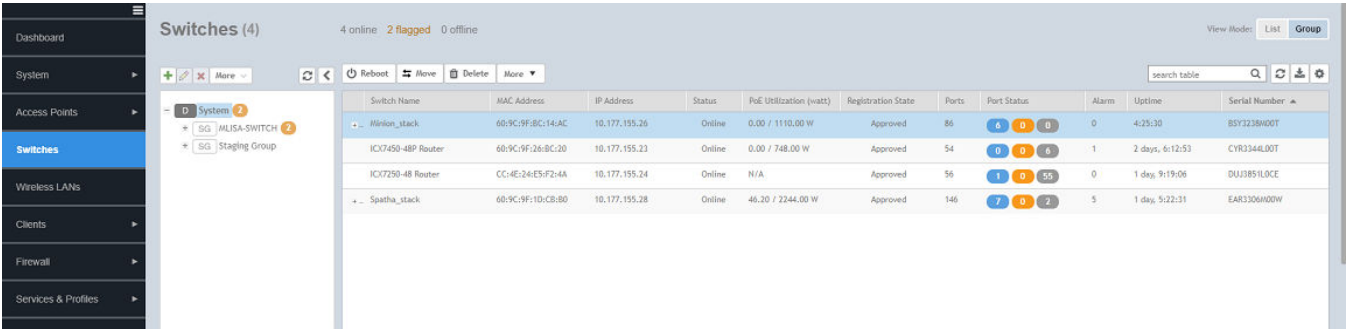 Switches (4)
4 online 2 flagged 0 offline
View Mode: List Group
Dashboard
System
Access Points
Switches
Wireless LANs
Clients
Firewall
Services & Profiles
More
D System 2
SG MLISA-SWITCH 2
SG Staging Group
Reboot Move Delete More
search table
Switch Name MAC Address IP Address Status PoE Utilization (watt) Registration State Ports Port Status Alarm Uptime Serial Number
Minion_stack 60:9C:9F:BC:14:AC 10.177.155.26 Online 0.00 / 1110.00 W Approved 86 6 0 0 0 4:25:30 BSY3238M00T
ICX7450-48P Router 60:9C:9F:26:BC:20 10.177.155.23 Online 0.00 / 748.00 W Approved 54 0 0 6 1 2 days, 6:12:53 CYR3344L00T
ICX7250-48 Router CC:4E:24:E5:F2:4A 10.177.155.24 Online N/A Approved 56 1 0 55 0 1 day, 9:19:06 DUJ3851L0CE
Spatha_stack 60:9C:9F:1D:CB:B0 10.177.155.28 Online 46.20 / 2244.00 W Approved 146 7 0 2 5 1 day, 5:22:31 EAR3306M00W